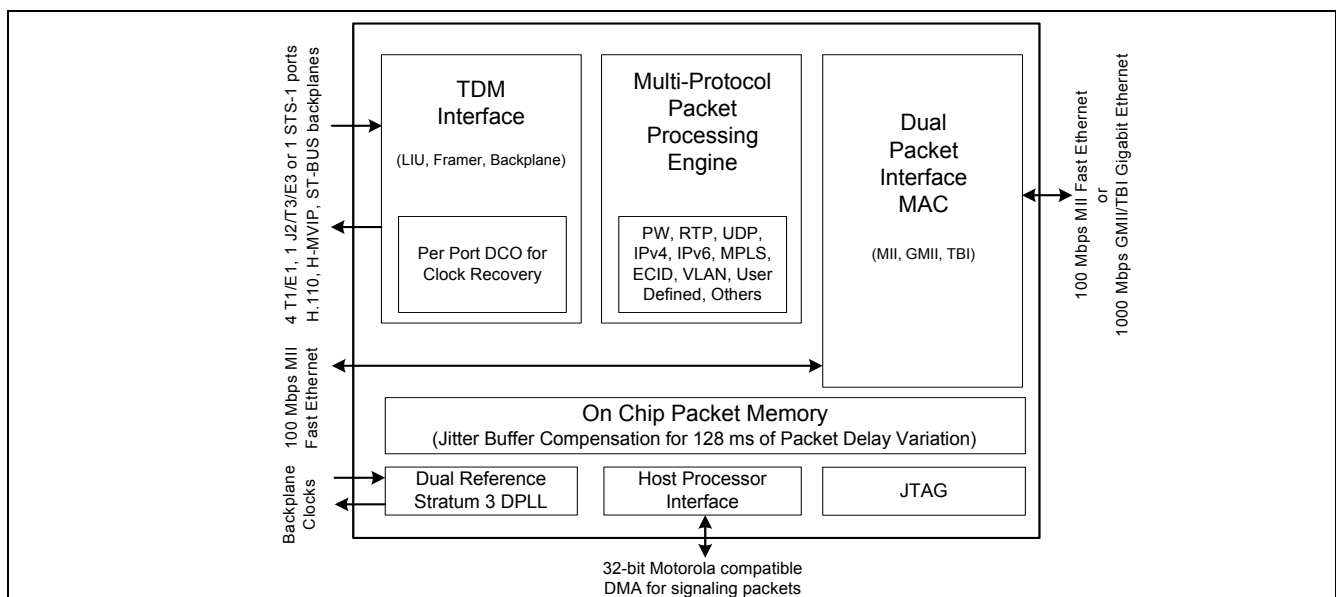 4 T1/E1, 1 J2/T3/E3 or 1 STS-1 ports
H.110, H-MVIP, ST-BUS backplanes
TDM
Interface
(LIU, Framer, Backplane)
Per Port DCO for
Clock Recovery
Multi-Protocol
Packet
Processing
Engine
PW, RTP, UDP,
IPv4, IPv6, MPLS,
ECID, VLAN, User
Defined, Others
Dual
Packet
Interface
MAC
(MII, GMII, TBI)
100 Mbps MII Fast Ethernet
or
1000 Mbps GMII/TBI Gigabit Ethernet
100 Mbps MII
Fast Ethernet
On Chip Packet Memory
(Jitter Buffer Compensation for 128 ms of Packet Delay Variation)
Backplane
Clocks
Dual Reference
Stratum 3 DPLL
Host Processor
Interface
JTAG
32-bit Motorola compatible
DMA for signaling packets